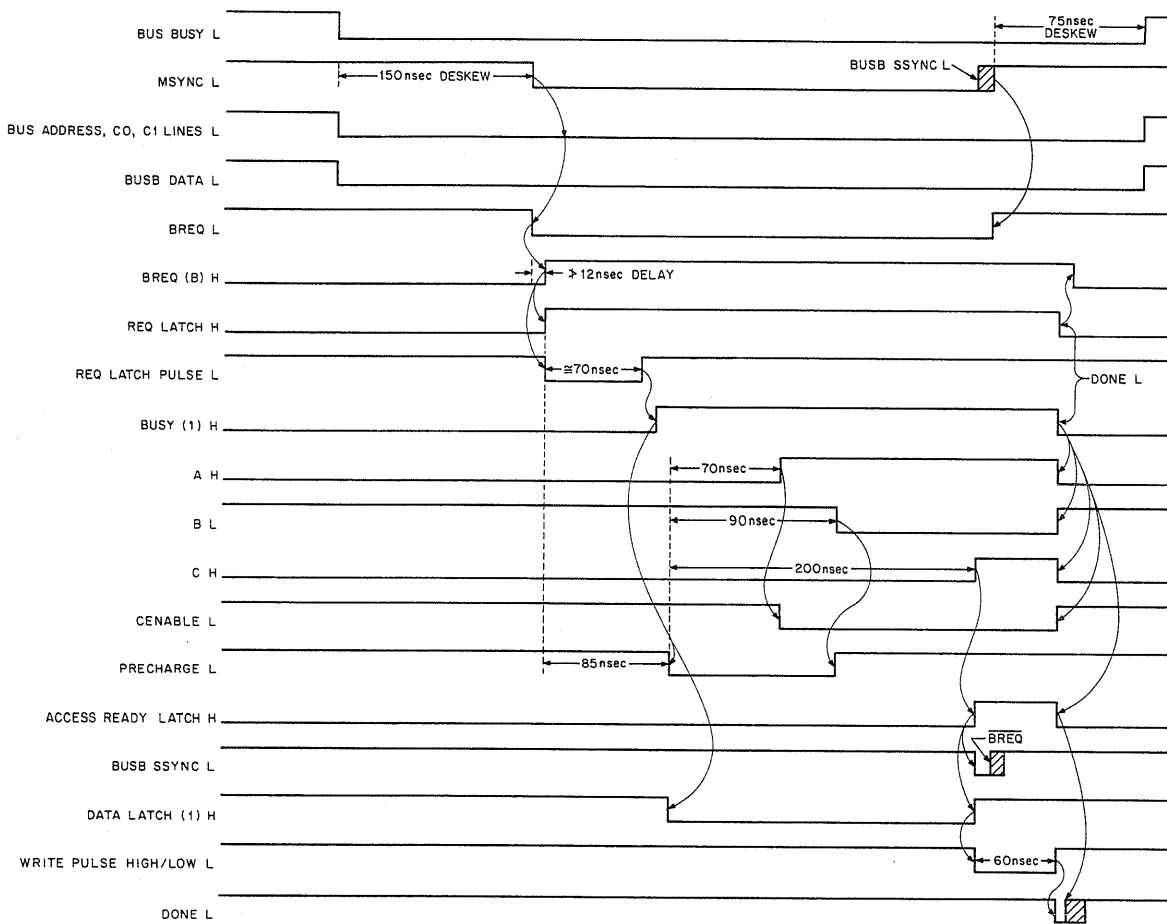 BUS BUSY L
75nsec
DESKEW
BUSB SSYNC L
MSYNC L
150nsec DESKEW
BUS ADDRESS, CO, C1 LINES L
BUSB DATA L
BREQ L
BREQ (B) H
≯12nsec DELAY
REQ LATCH H
REQ LATCH PULSE L
≅70nsec
DONE L
BUSY (1) H
A H
70nsec
B L
90nsec
C H
200nsec
CENABLE L
PRECHARGE L
85nsec
ACCESS READY LATCH H
BREQ
BUSB SSYNC L
DATA LATCH (1) H
WRITE PULSE HIGH/LOW L
60nsec
DONE L